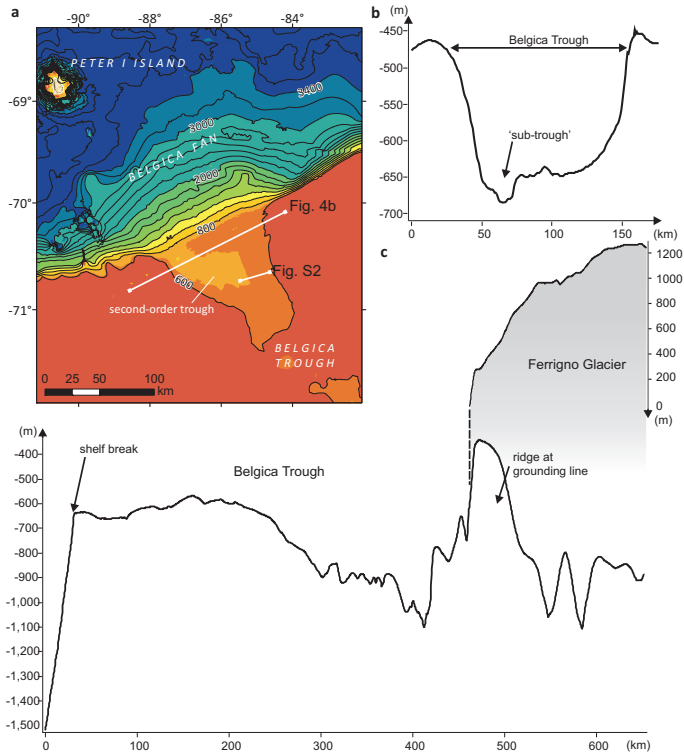 a
-90°
-88°
-86°
-84°
PETER I ISLAND
-69°
3400
3000
BELGICA FAN
2000
-70°
Fig. 4b
800
Fig. S2
600
second-order trough
-71°
BELGICA
TROUGH
0 25 50 100
km
b
(m)
-450
Belgica Trough
-500
-550
-600
'sub-trough'
-650
-700
0 50 100 150
(km)
c
1200
1000
800
600
400
200
0
(m)
Ferrigno Glacier
(m)
shelf break
-400
Belgica Trough
ridge at
grounding line
-500
-600
-700
-800
-900
-1,000
-1,100
-1,200
-1,300
-1,400
-1,500
0 100 200 300 400 500 600 (km)